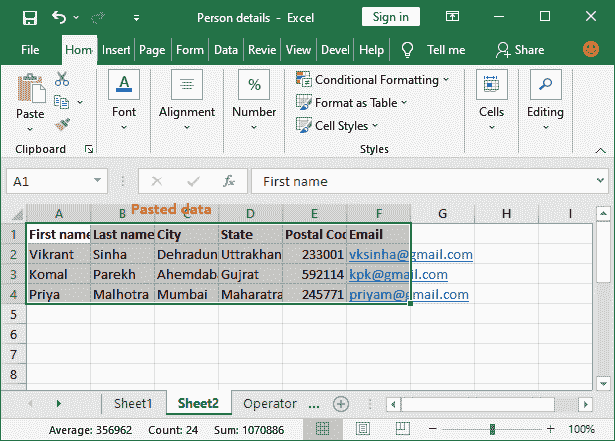 Person details - Excel Sign in
File Hom Insert Page Form Data Revie View Devel Help Tell me Share
Paste Font Alignment Number Conditional Formatting Cells Editing
Format as Table
Cell Styles
Clipboard Styles
A1 fx First name
Pasted data
A B C D E F G H I
1 First name Last name City State Postal Cod Email
2 Vikrant Sinha Dehradun Uttrakhan 233001 vksinha@gmail.com
3 Komal Parekh Ahemdab Gujrat 592114 kpk@gmail.com
4 Priya Malhotra Mumbai Maharatra 245771 priyam@gmail.com
5
6
7
8
Sheet1 Sheet2 Operator ...
Average: 356962 Count: 24 Sum: 1070886 100%